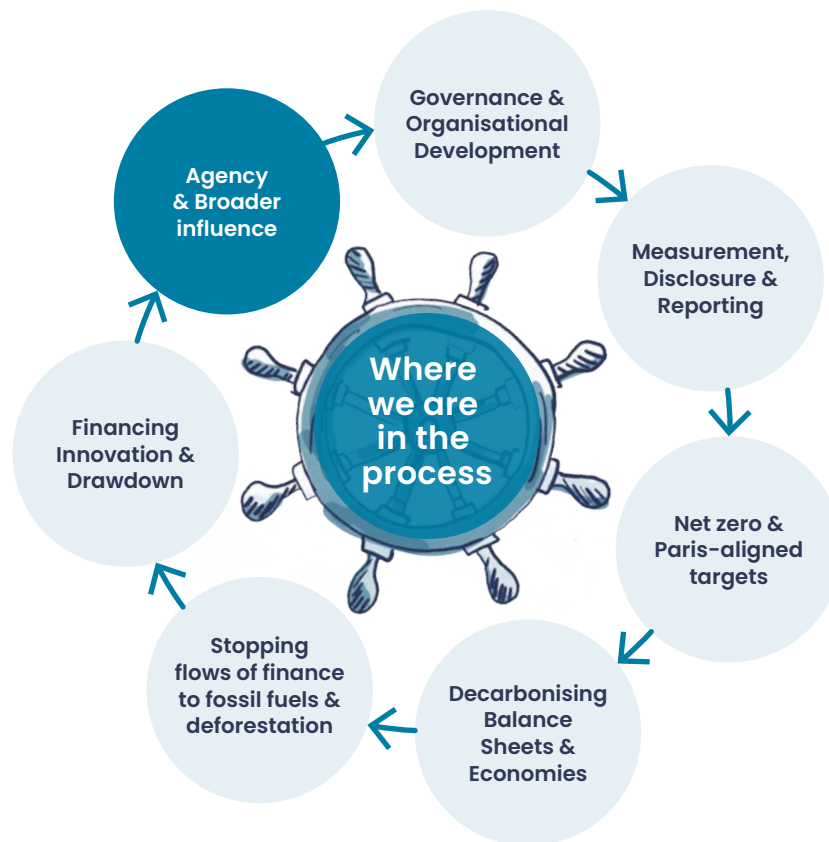 Governance &
Organisational
Development
Agency
& Broader
influence
Measurement,
Disclosure &
Reporting
Where
we are
in the
process
Financing
Innovation &
Drawdown
Net zero &
Paris-aligned
targets
Stopping
flows of finance
to fossil fuels &
deforestation
Decarbonising
Balance
Sheets &
Economies